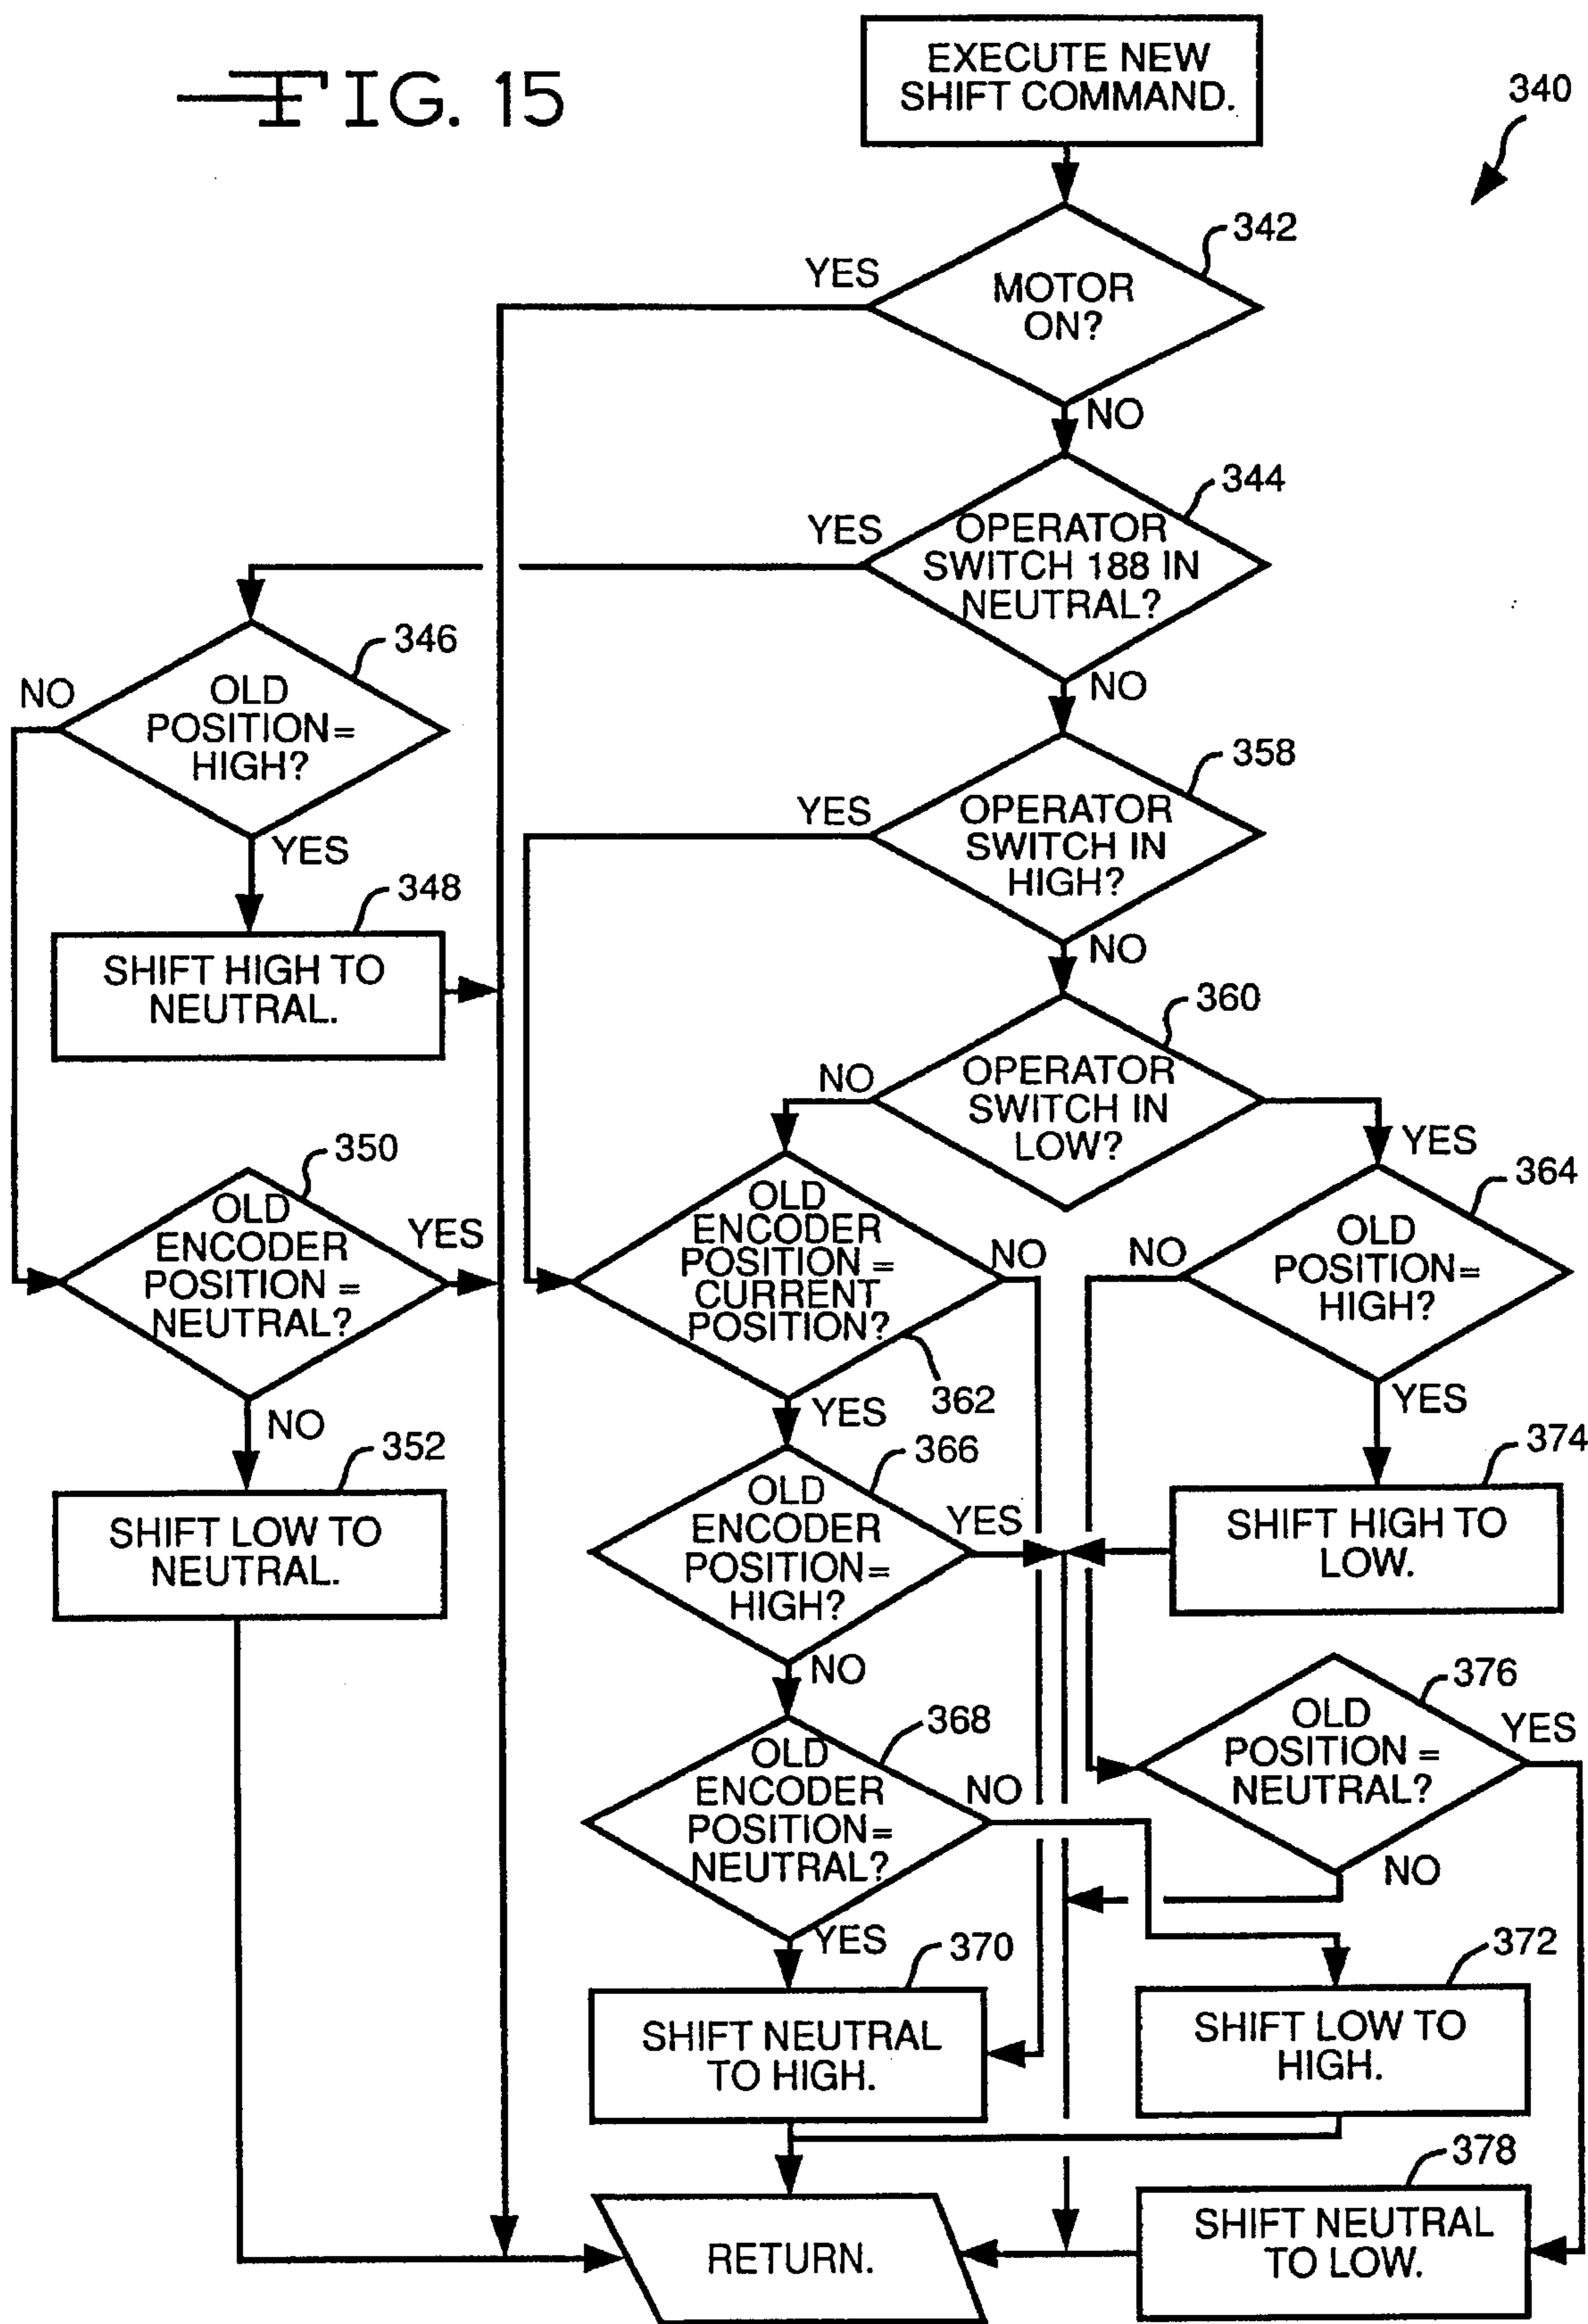 FIG. 15
EXECUTE NEW
SHIFT COMMAND.
340
342
YES
MOTOR
ON?
NO
344
YES
OPERATOR
SWITCH 188 IN
NEUTRAL?
NO
346
NO
OLD
POSITION=
HIGH?
YES
358
YES
OPERATOR
SWITCH IN
HIGH?
NO
348
SHIFT HIGH TO
NEUTRAL.
360
NO
OPERATOR
SWITCH IN
LOW?
YES
350
OLD
ENCODER
POSITION =
NEUTRAL?
YES
NO
OLD
ENCODER
POSITION =
CURRENT
POSITION?
NO
362
YES
364
NO
OLD
POSITION=
HIGH?
YES
352
SHIFT LOW TO
NEUTRAL.
366
OLD
ENCODER
POSITION=
HIGH?
YES
NO
374
SHIFT HIGH TO
LOW.
368
OLD
ENCODER
POSITION=
NEUTRAL?
NO
YES
376
OLD
POSITION =
NEUTRAL?
YES
NO
370
SHIFT NEUTRAL
TO HIGH.
372
SHIFT LOW TO
HIGH.
378
SHIFT NEUTRAL
TO LOW.
RETURN.